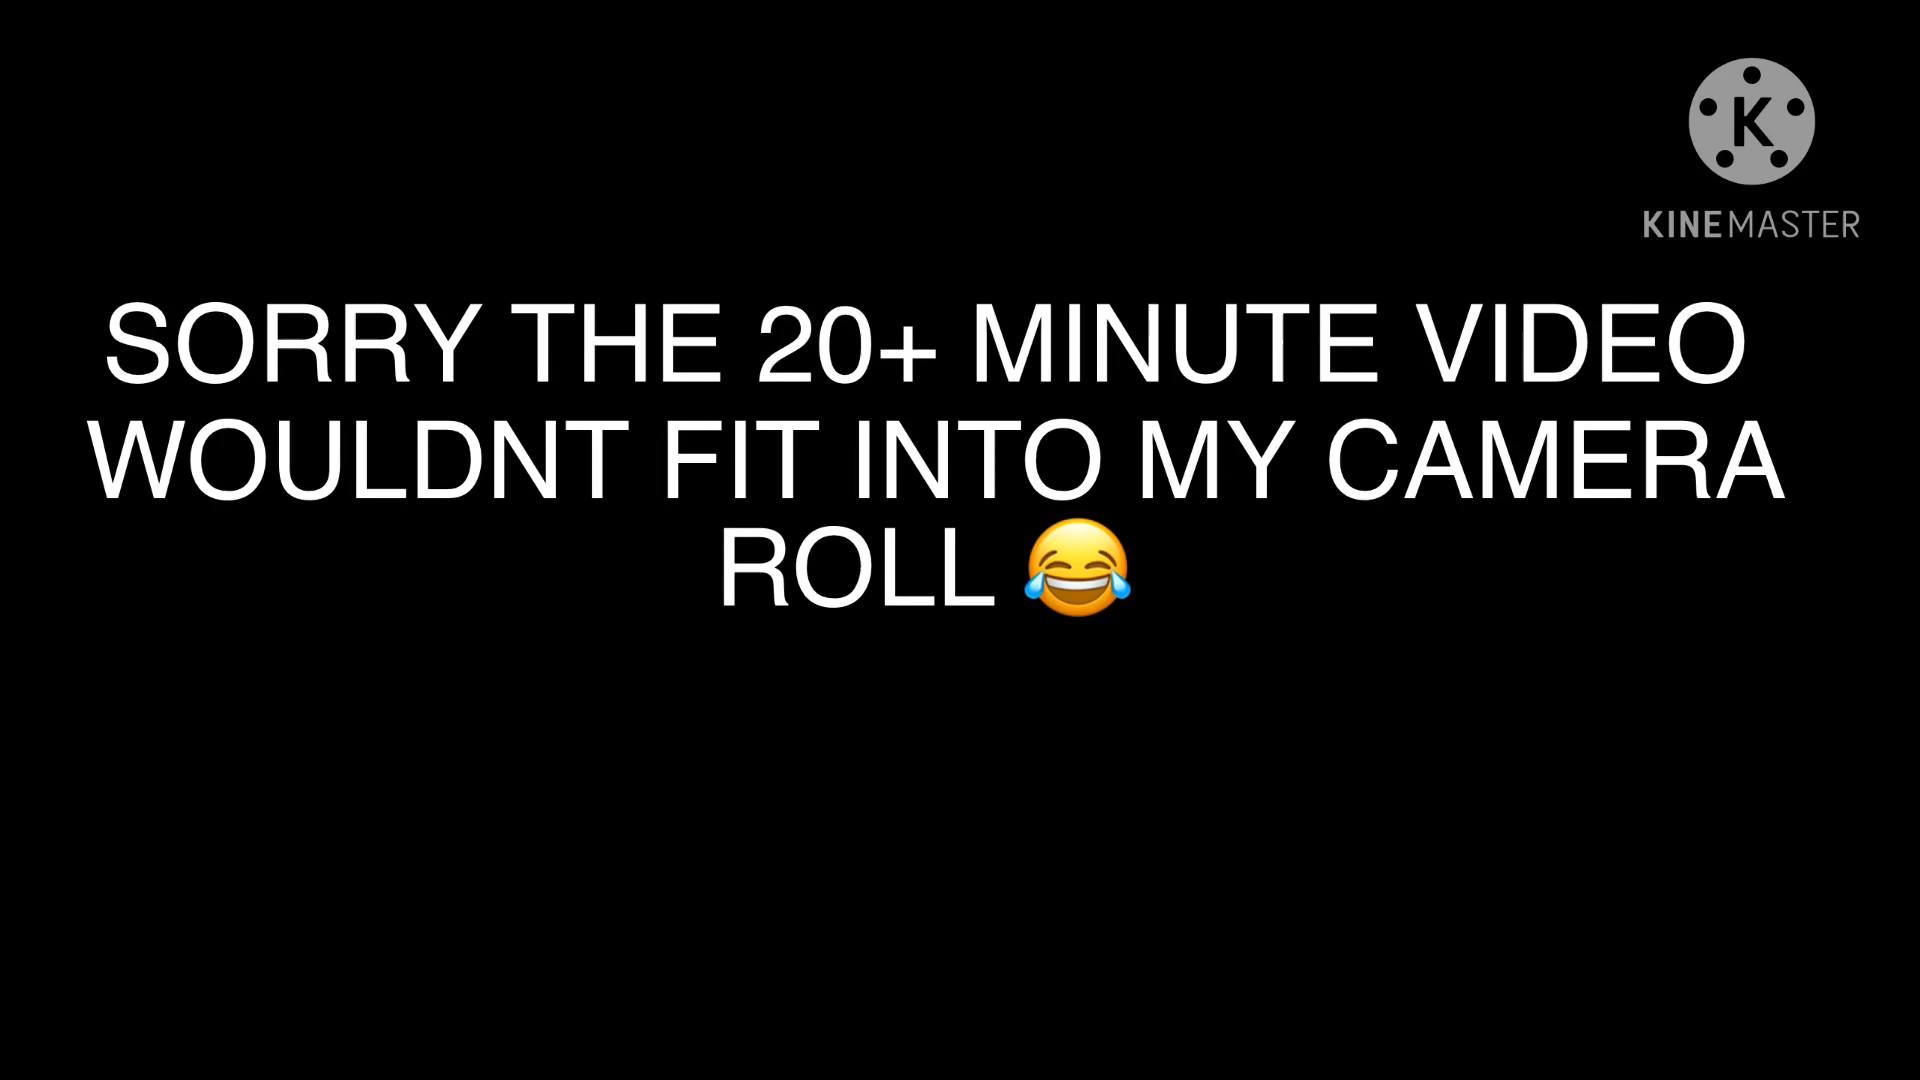 K
KINEMASTER
SORRY THE 20+ MINUTE VIDEO
WOULDNT FIT INTO MY CAMERA
ROLL 😂